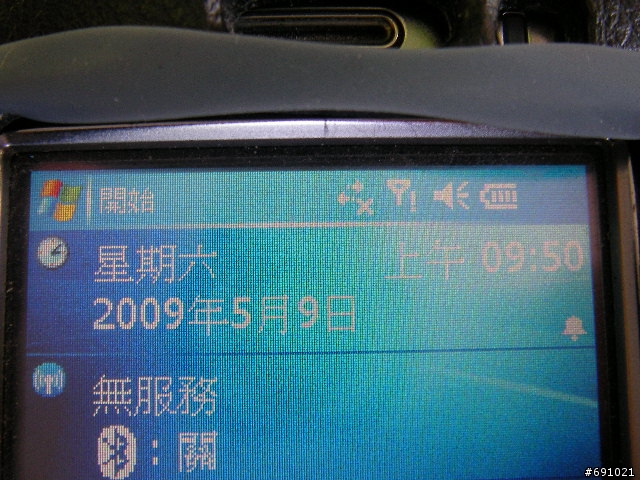 開始
星期六 上午 09:50
2009年5月9日
無服務
: 關
#691021